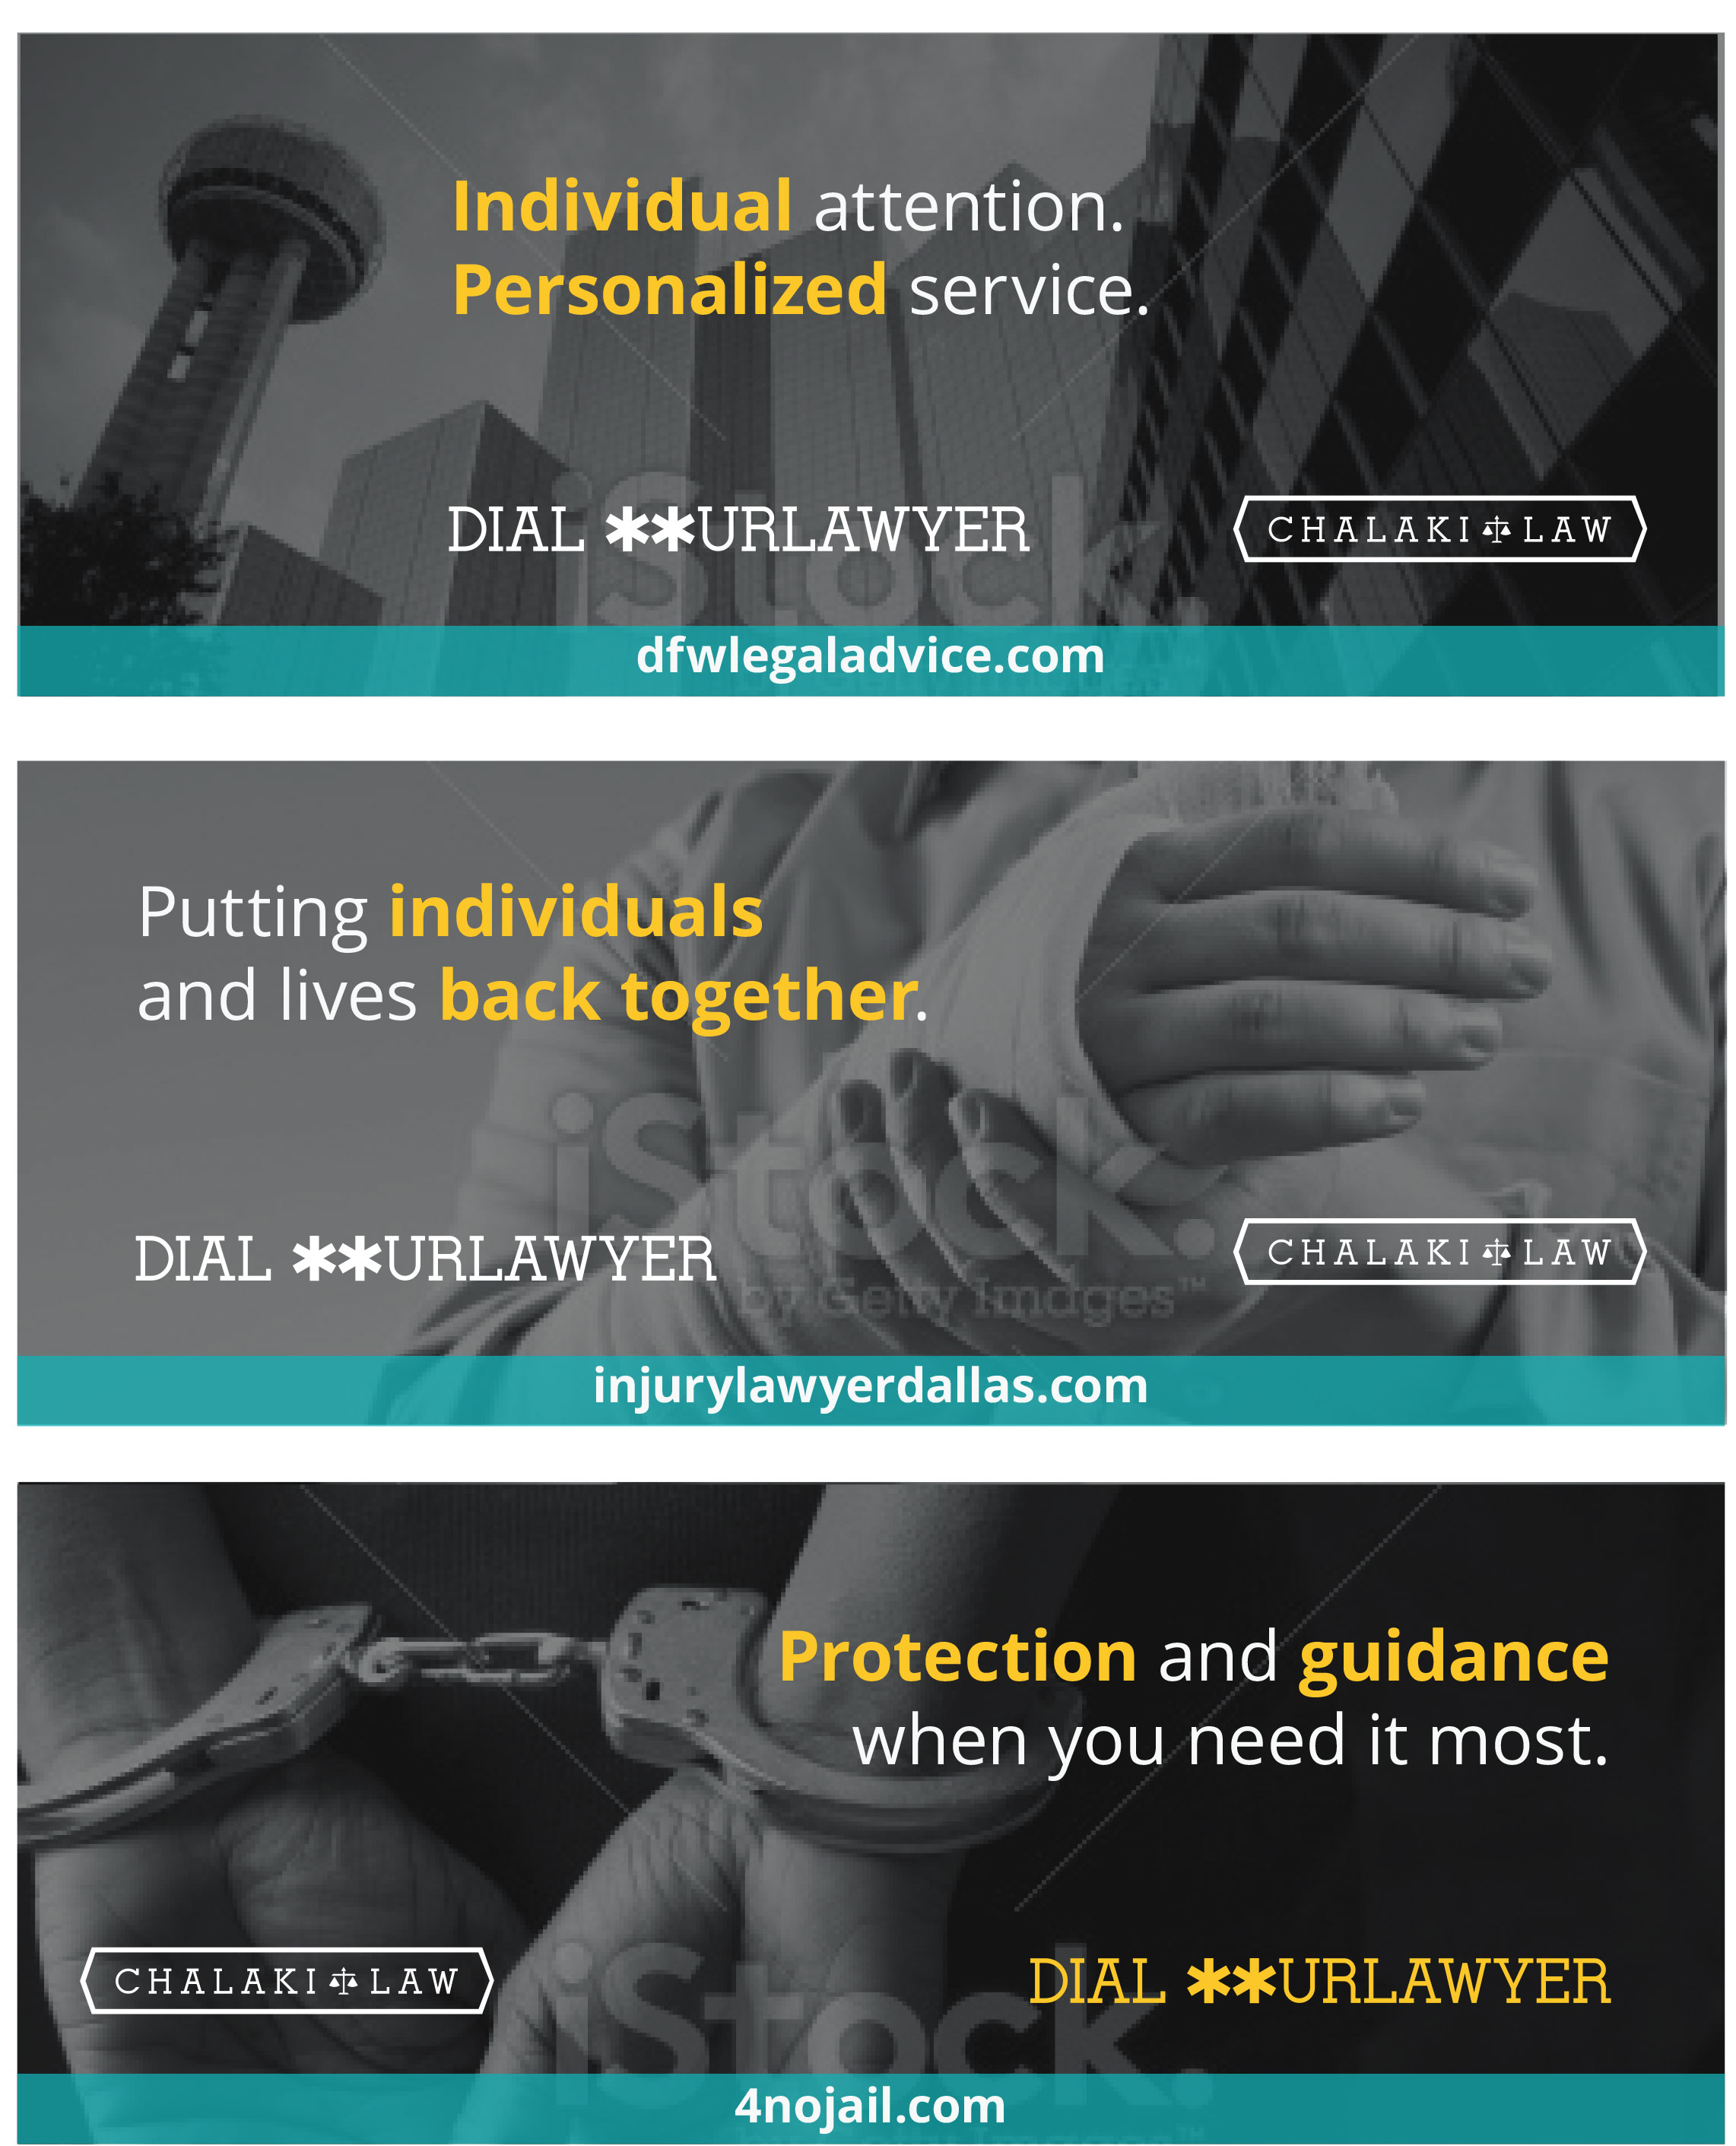 Individual attention.
Personalized service.
DIAL **URLAWYER
CHALAKI LAW
iStock.
dfwlegaladvice.com
Putting individuals
and lives back together.
iStock.
DIAL **URLAWYER
CHALAKI LAW
by Getty Images™
injurylawyerdallas.com
Protection and guidance
when you need it most.
CHALAKI LAW
DIAL **URLAWYER
iStock.
4nojail.com